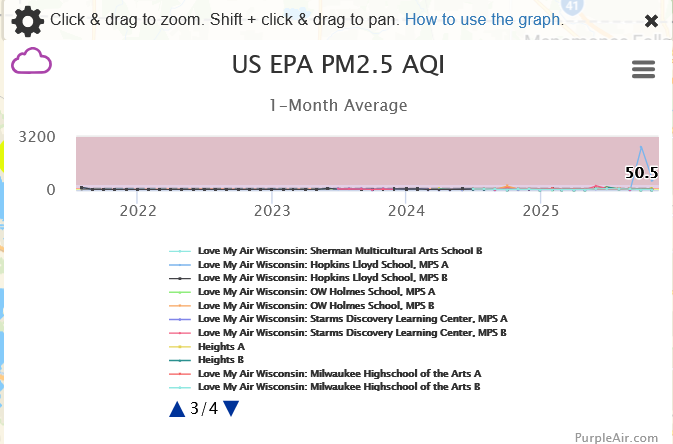 Click & drag to zoom. Shift + click & drag to pan. How to use the graph.
41
US EPA PM2.5 AQI
1-Month Average
3200
50.5
0
2022
2023
2024
2025
Love My Air Wisconsin: Sherman Multicultural Arts School B
Love My Air Wisconsin: Hopkins Lloyd School, MPS A
Love My Air Wisconsin: Hopkins Lloyd School, MPS B
Love My Air Wisconsin: OW Holmes School, MPS A
Love My Air Wisconsin: OW Holmes School, MPS B
Love My Air Wisconsin: Starms Discovery Learning Center, MPS A
Love My Air Wisconsin: Starms Discovery Learning Center, MPS B
Heights A
Heights B
Love My Air Wisconsin: Milwaukee Highschool of the Arts A
Love My Air Wisconsin: Milwaukee Highschool of the Arts B
3/4
PurpleAir.com